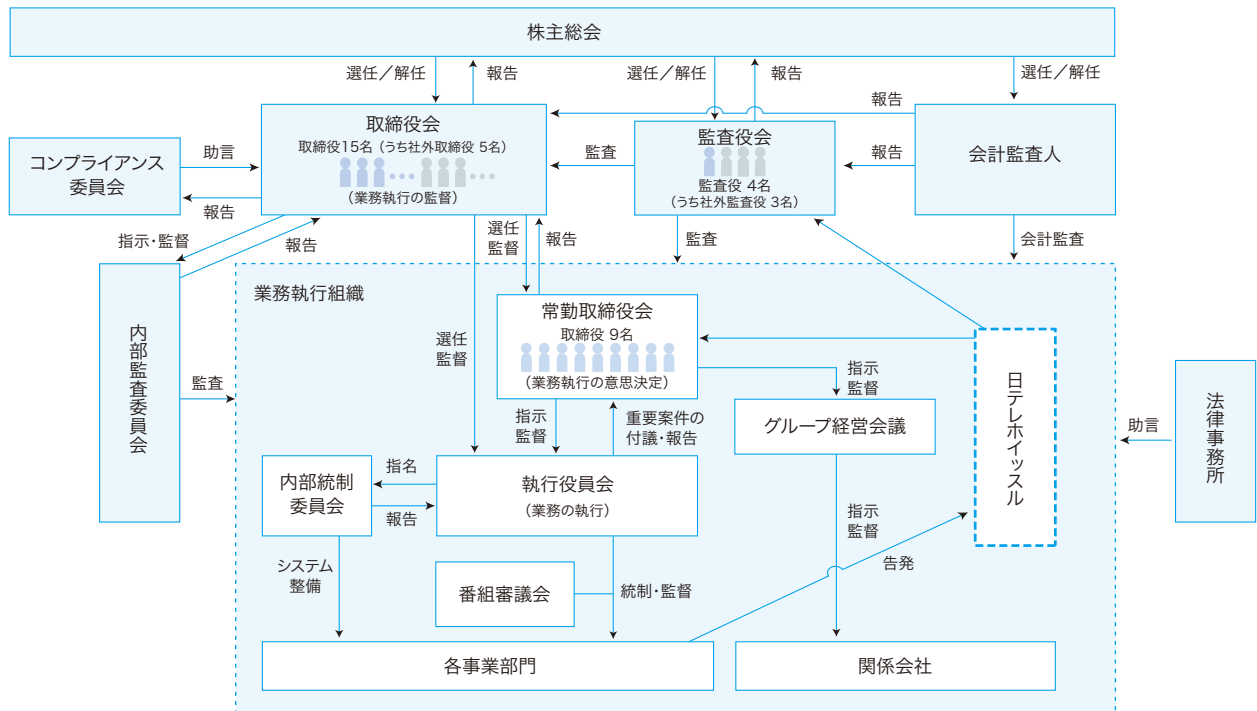 株主総会
選任／解任
報告
選任／解任
報告
選任／解任
取締役会
取締役15名（うち社外取締役 5名）
（業務執行の監督）
報告
監査役会
監査役 4名
（うち社外監査役 3名）
監査
報告
会計監査人
コンプライアンス
委員会
助言
報告
指示・監督
報告
選任
監督
報告
監査
会計監査
業務執行組織
内部監査委員会
監査
常勤取締役会
取締役 9名
（業務執行の意思決定）
選任
監督
指示
監督
日テレホイッスル
法律事務所
助言
指示
監督
重要案件の
付議・報告
グループ経営会議
内部統制
委員会
指名
報告
執行役員会
（業務の執行）
指示
監督
告発
システム
整備
番組審議会
統制・監督
各事業部門
関係会社